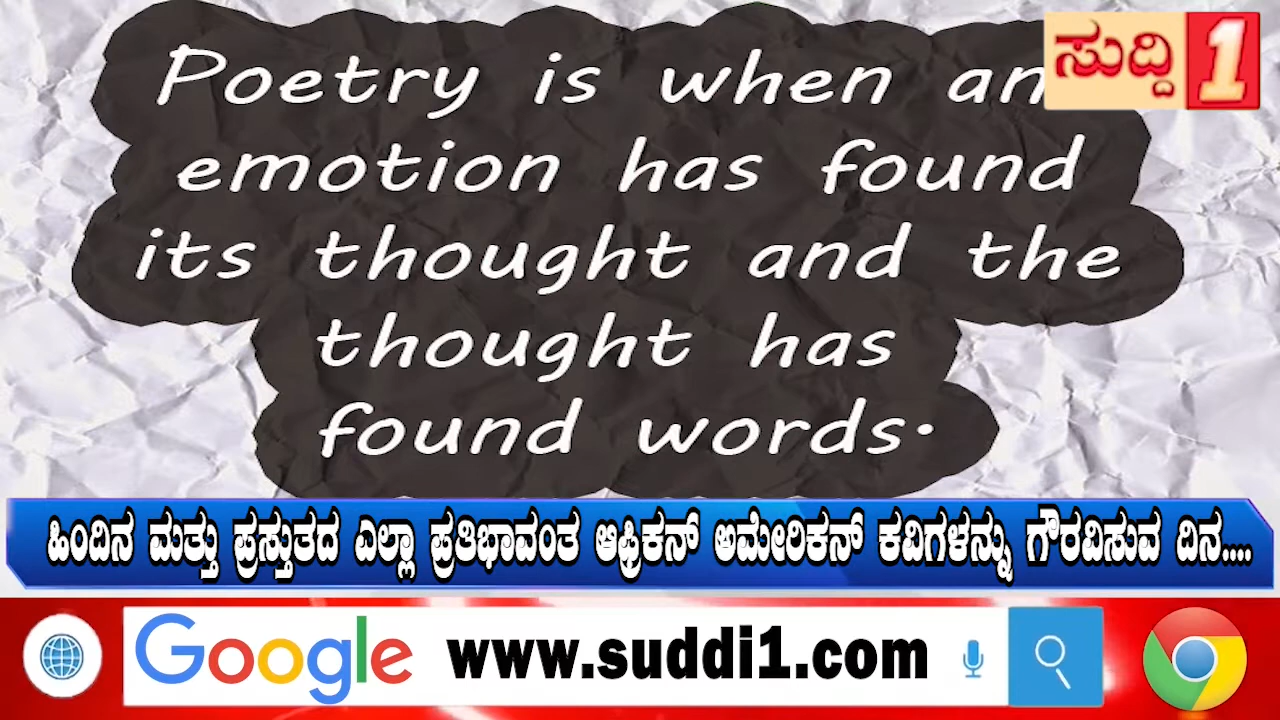 Poetry is when an
ಸುದ್ದಿ 1
emotion has found
its thought and the
thought has
found words.
ಹಿಂದಿನ ಮತ್ತು ಪ್ರಸ್ತುತದ ಎಲ್ಲಾ ಪ್ರತಿಭಾವಂತ ಆಫ್ರಿಕನ್ ಅಮೇರಿಕನ್ ಕವಿಗಳನ್ನು ಗೌರವಿಸುವ ದಿನ....
Google www.suddi1.com